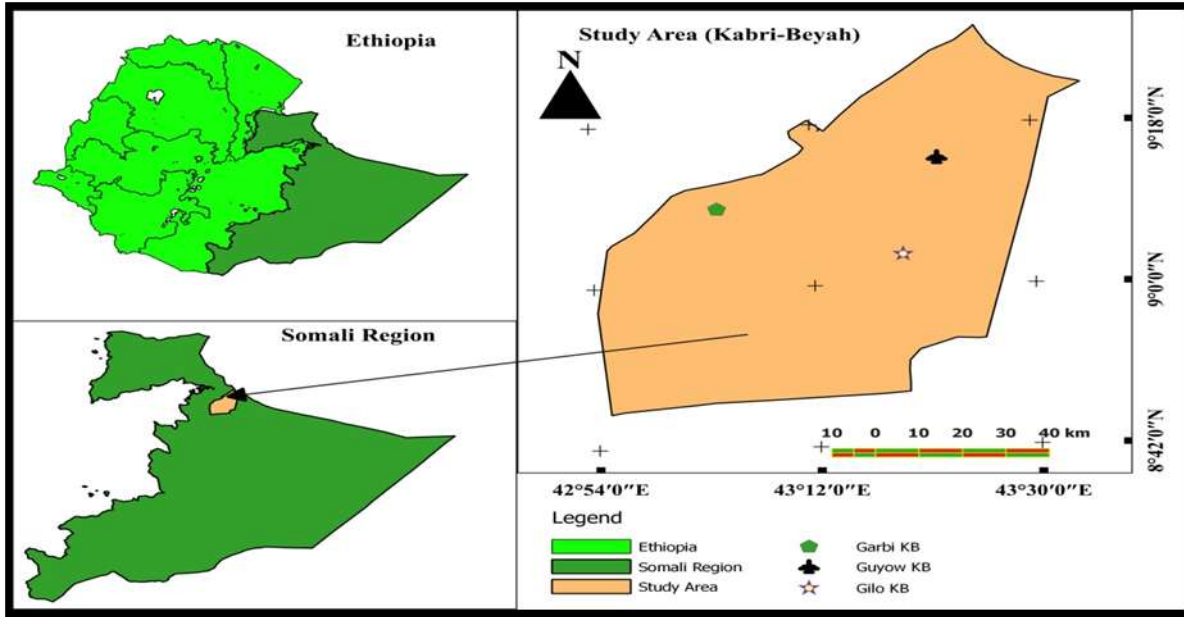 Ethiopia
Somali Region
Study Area (Kabri-Beyah)
N
9°18'0"N
9°0'0"N
8°42'0"N
10 0 10 20 30 40 km
42°54'0"E 43°12'0"E 43°30'0"E
Legend
Ethiopia
Somali Region
Study Area
Garbi KB
Guyow KB
Gilo KB